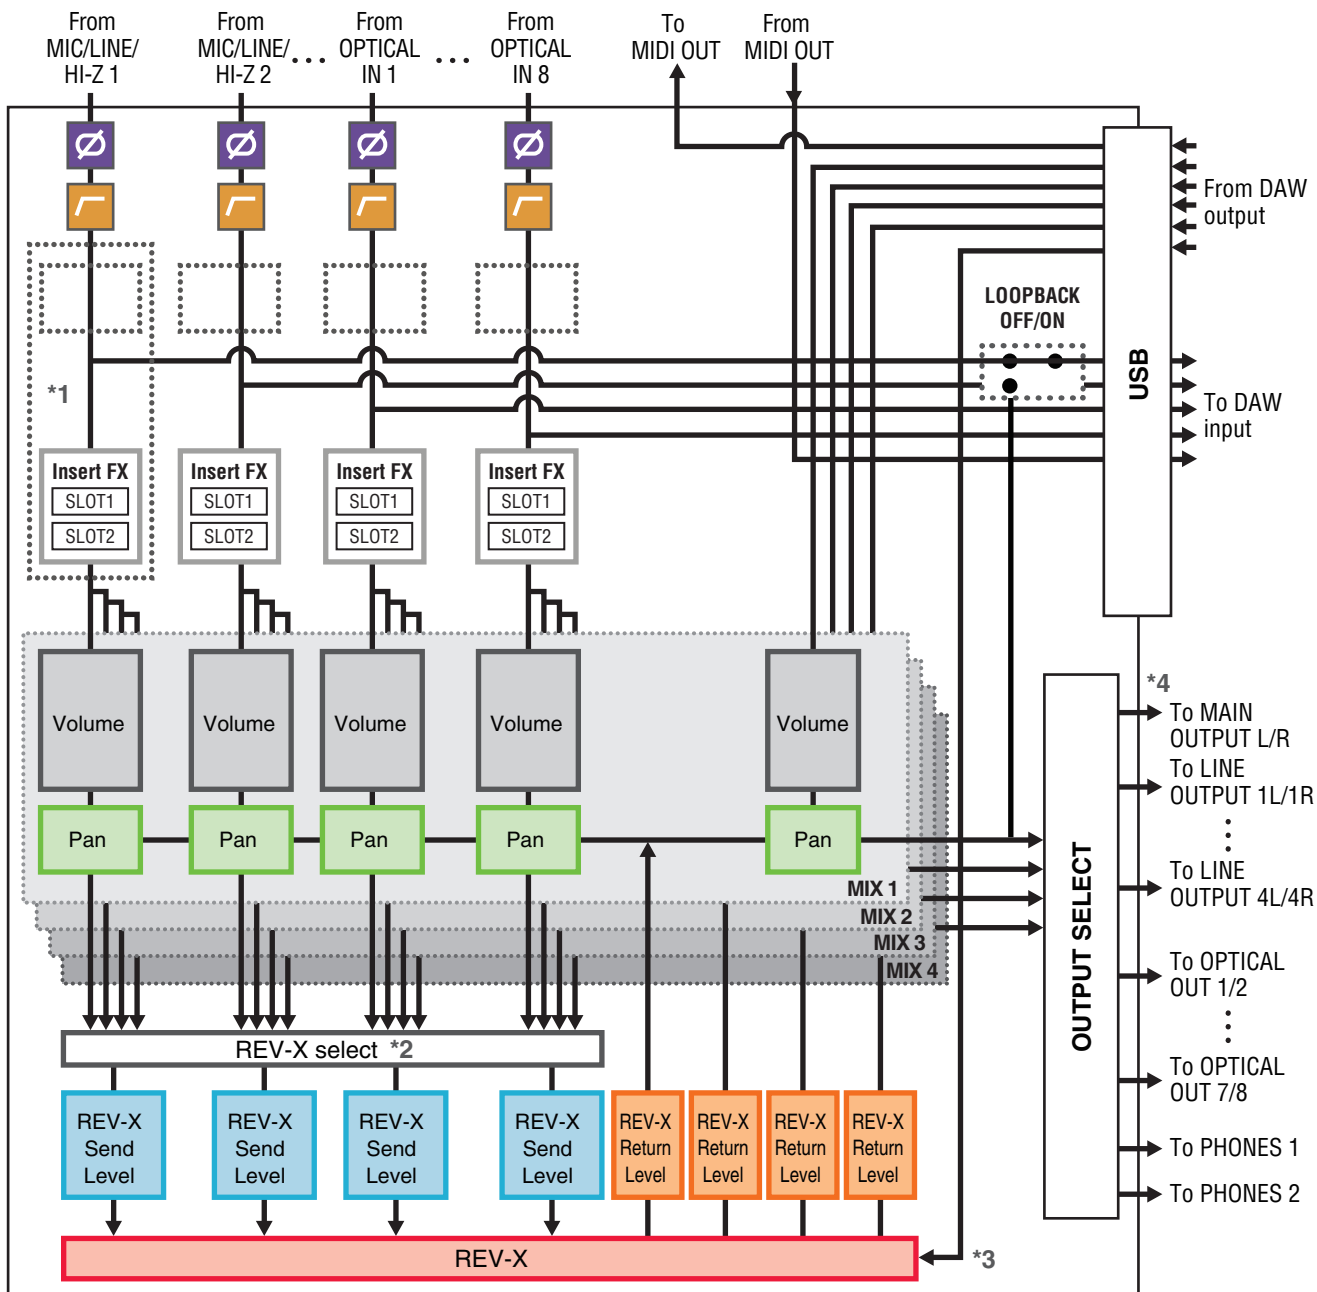 From
MIC/LINE/
HI-Z 1
From
MIC/LINE/
HI-Z 2
From
OPTICAL
IN 1
From
OPTICAL
IN 8
To
MIDI OUT
From
MIDI OUT
From DAW
output
LOOPBACK
OFF/ON
USB
To DAW
input
*1
Insert FX
SLOT1
SLOT2
Insert FX
SLOT1
SLOT2
Insert FX
SLOT1
SLOT2
Insert FX
SLOT1
SLOT2
Volume
Volume
Volume
Volume
Volume
Pan
Pan
Pan
Pan
Pan
MIX 1
MIX 2
MIX 3
MIX 4
OUTPUT SELECT
*4
To MAIN
OUTPUT L/R
To LINE
OUTPUT 1L/1R
To LINE
OUTPUT 4L/4R
To OPTICAL
OUT 1/2
To OPTICAL
OUT 7/8
To PHONES 1
To PHONES 2
REV-X select *2
REV-X
Send
Level
REV-X
Send
Level
REV-X
Send
Level
REV-X
Send
Level
REV-X
Return
Level
REV-X
Return
Level
REV-X
Return
Level
REV-X
Return
Level
REV-X
*3